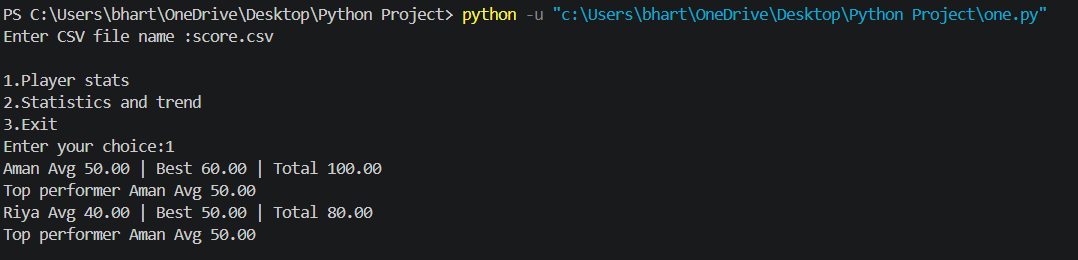 PS C:\Users\bhart\OneDrive\Desktop\Python Project> python -u "c:\Users\bhart\OneDrive\Desktop\Python Project\one.py"
Enter CSV file name :score.csv

1.Player stats
2.Statistics and trend
3.Exit
Enter your choice:1
Aman Avg 50.00 | Best 60.00 | Total 100.00
Top performer Aman Avg 50.00
Riya Avg 40.00 | Best 50.00 | Total 80.00
Top performer Aman Avg 50.00